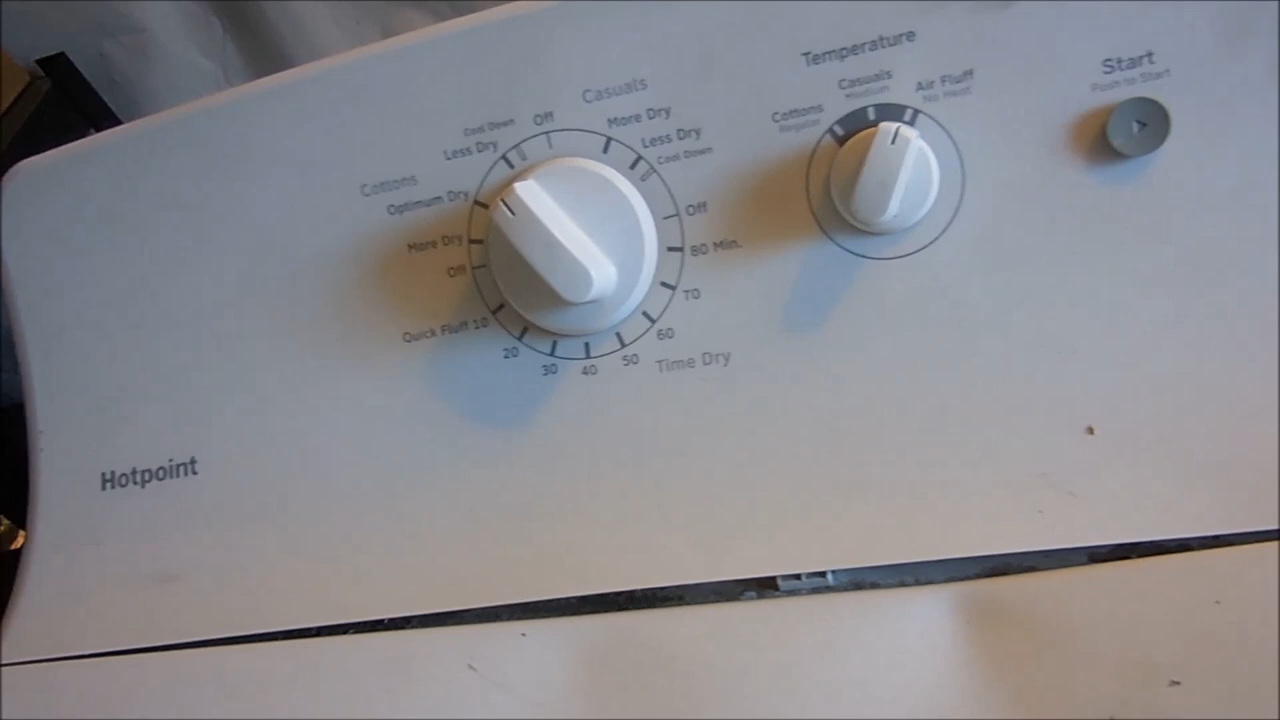 Temperature
Casuals
Medium
Air Fluff
No Heat
Cottons
Regular
Start
Push to Start
Casuals
More Dry
Less Dry
Cool Down
Off
80 Min.
70
60
50
40
30
20
Quick Fluff 10
Time Dry
Off
More Dry
Optimum Dry
Cottons
Less Dry
Cool Down
Off
Hotpoint